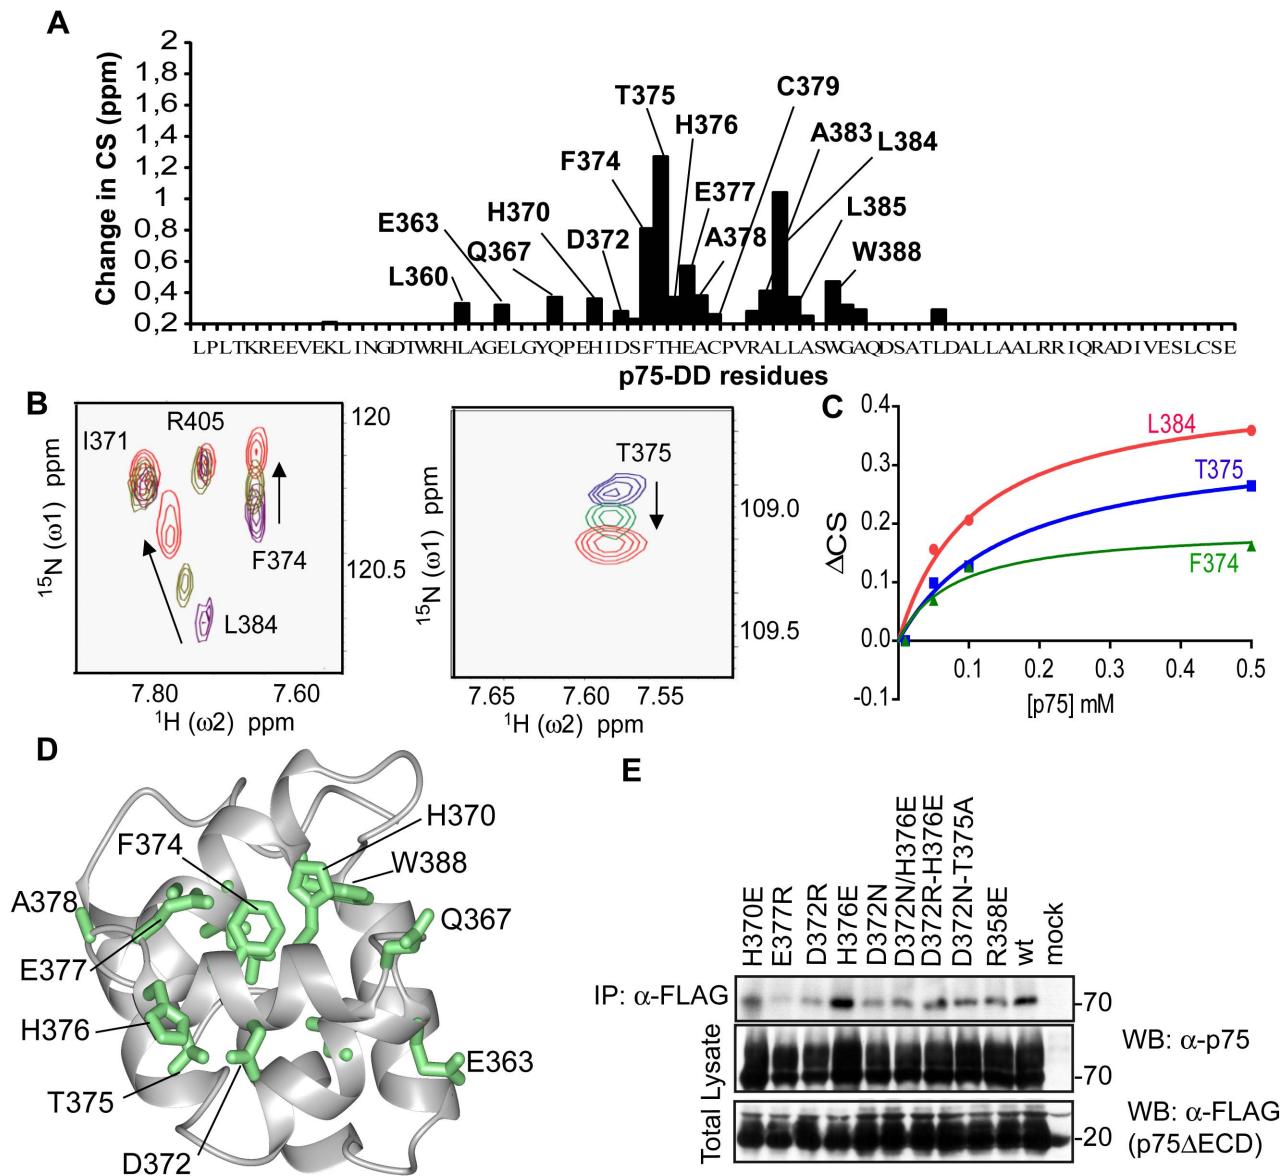 A
Change in CS (ppm)
2
1,8
1,6
1,4
1,2
1
0,8
0,6
0,4
0,2
L360
E363
Q367
H370
D372
F374
T375
H376
E377
A378
C379
A383
L384
L385
W388
LPLTKREEVEKLINGDTWRHLAGELGYQPEHIDSFTHEACPVRALLASWGAQDSATLDALLAALRRIQRADIVESLCSE
p75-DD residues
B
I371
R405
F374
L384
120
120.5
15N (ω1) ppm
7.80
7.60
1H (ω2) ppm
T375
109.0
109.5
15N (ω1) ppm
7.65
7.60
7.55
1H (ω2) ppm
C
ΔCS
0.4
0.3
0.2
0.1
0.0
-0.1
L384
T375
F374
0.1
0.2
0.3
0.4
0.5
[p75] mM
D
H370
F374
W388
A378
Q367
E377
H376
E363
T375
D372
E
H370E
E377R
D372R
H376E
D372N
D372N/H376E
D372R-H376E
D372N-T375A
R358E
wt
mock
IP: α-FLAG
-70
WB: α-p75
-70
Total Lysate
WB: α-FLAG
-20
(p75ΔECD)